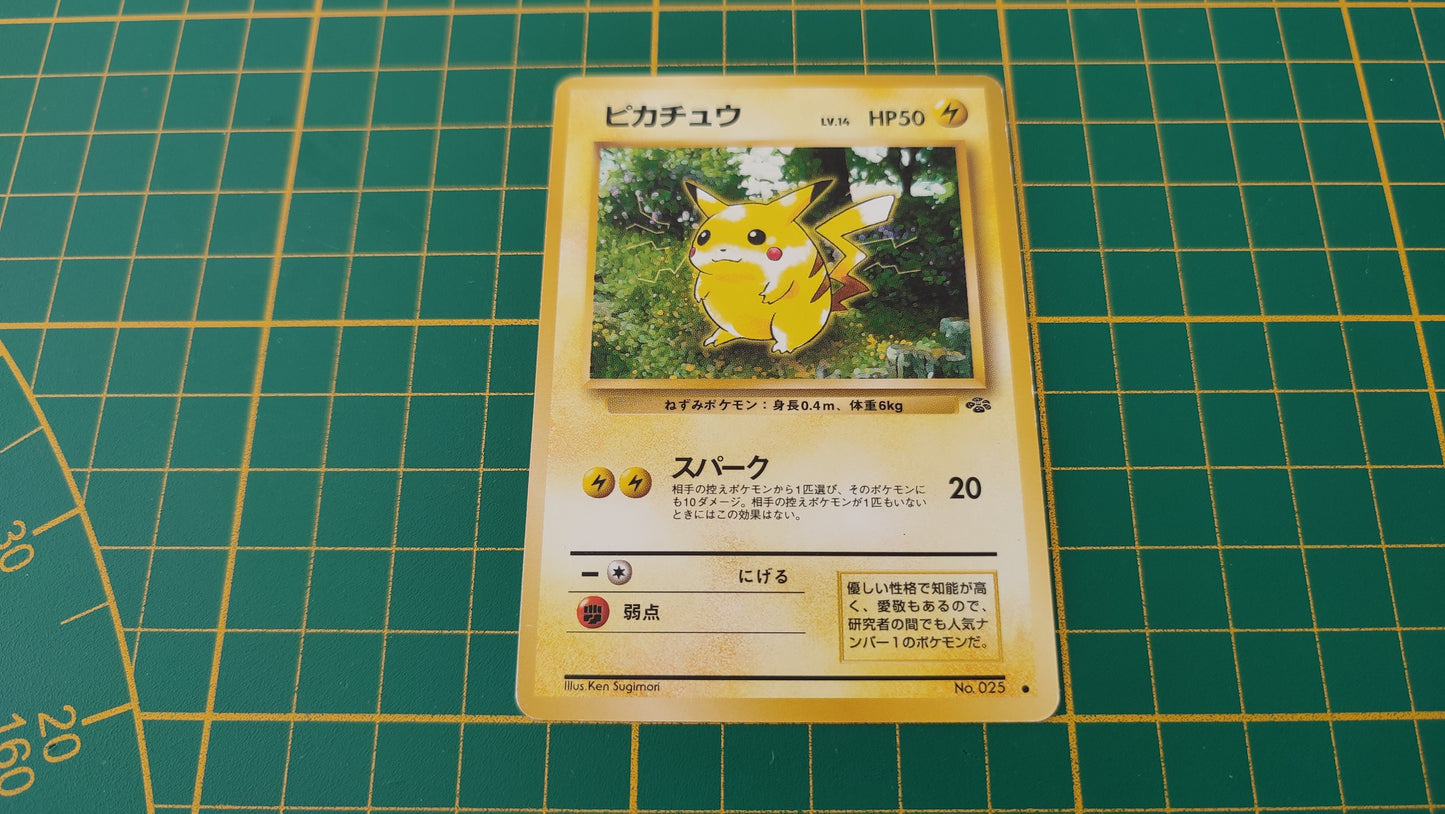 ピカチュウ LV.14 HP50
ねずみポケモン：身長0.4m、体重6kg
スパーク 20
相手の控えポケモンから1匹選び、そのポケモンに
も10ダメージ。相手の控えポケモンが1匹もいない
ときにはこの効果はない。
にげる
弱点
優しい性格で知能が高
く、愛敬もあるので、
研究者の間でも人気ナ
ンバー1のポケモンだ。
Illus.Ken Sugimori No. 025
30
20
160